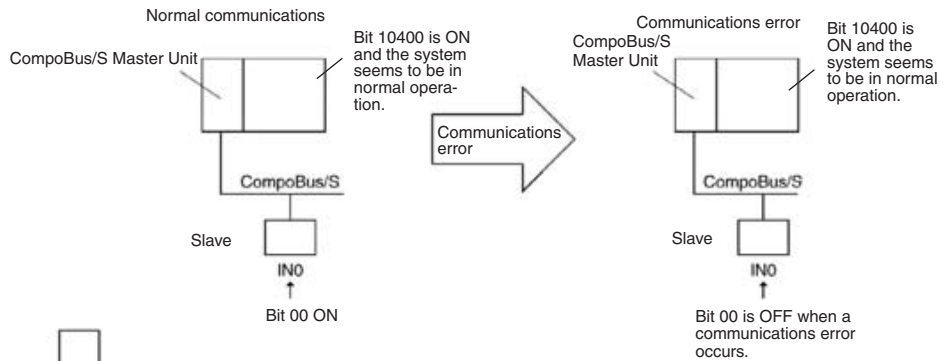 Normal communications
CompoBus/S Master Unit
Bit 10400 is ON
and the system
seems to be in
normal opera-
tion.
CompoBus/S
Slave
IN0
Bit 00 ON
Communications
error
Communications error
CompoBus/S
Master Unit
Bit 10400 is
ON and the
system seems
to be in normal
operation.
CompoBus/S
Slave
IN0
Bit 00 is OFF when a
communications error
occurs.